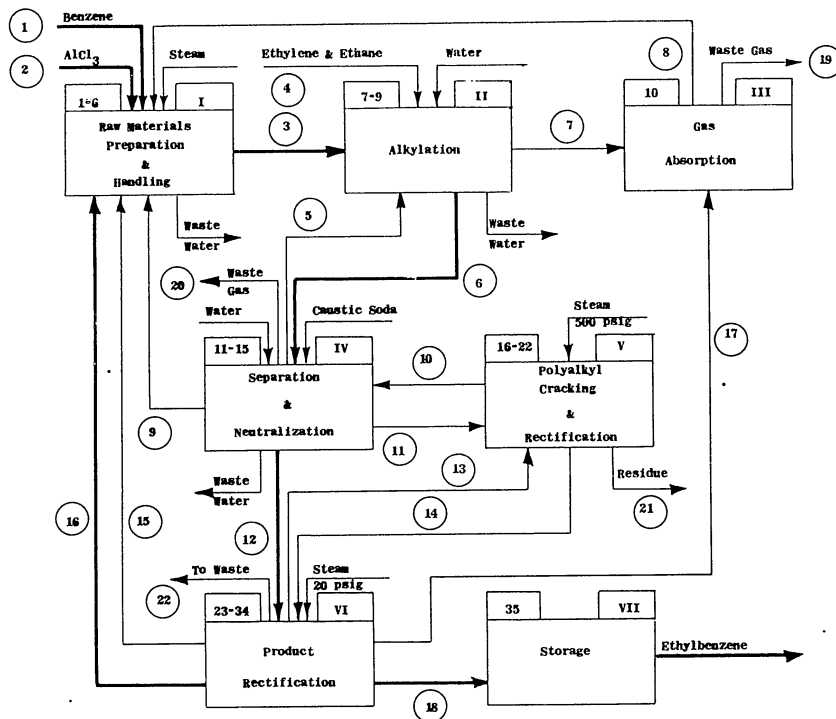 1
Benzene
2
AlCl3
Steam
Ethylene & Ethane
Water
8
Waste Gas
19
4
1-6
I
3
7-9
II
7
10
III
Raw Materials
Preparation
&
Handling
Alkylation
Gas
Absorption
5
Waste
Water
Waste
Water
6
20
Waste
Gas
Water
Caustic Soda
Steam
500 psig
17
11-15
IV
10
16-22
V
Separation
&
Neutralization
Polyalkyl
Cracking
&
Rectification
9
11
13
Residue
21
Waste
Water
16
15
12
14
To Waste
22
Steam
20 psig
23-34
VI
35
VII
Product
Rectification
Storage
Ethylbenzene
18